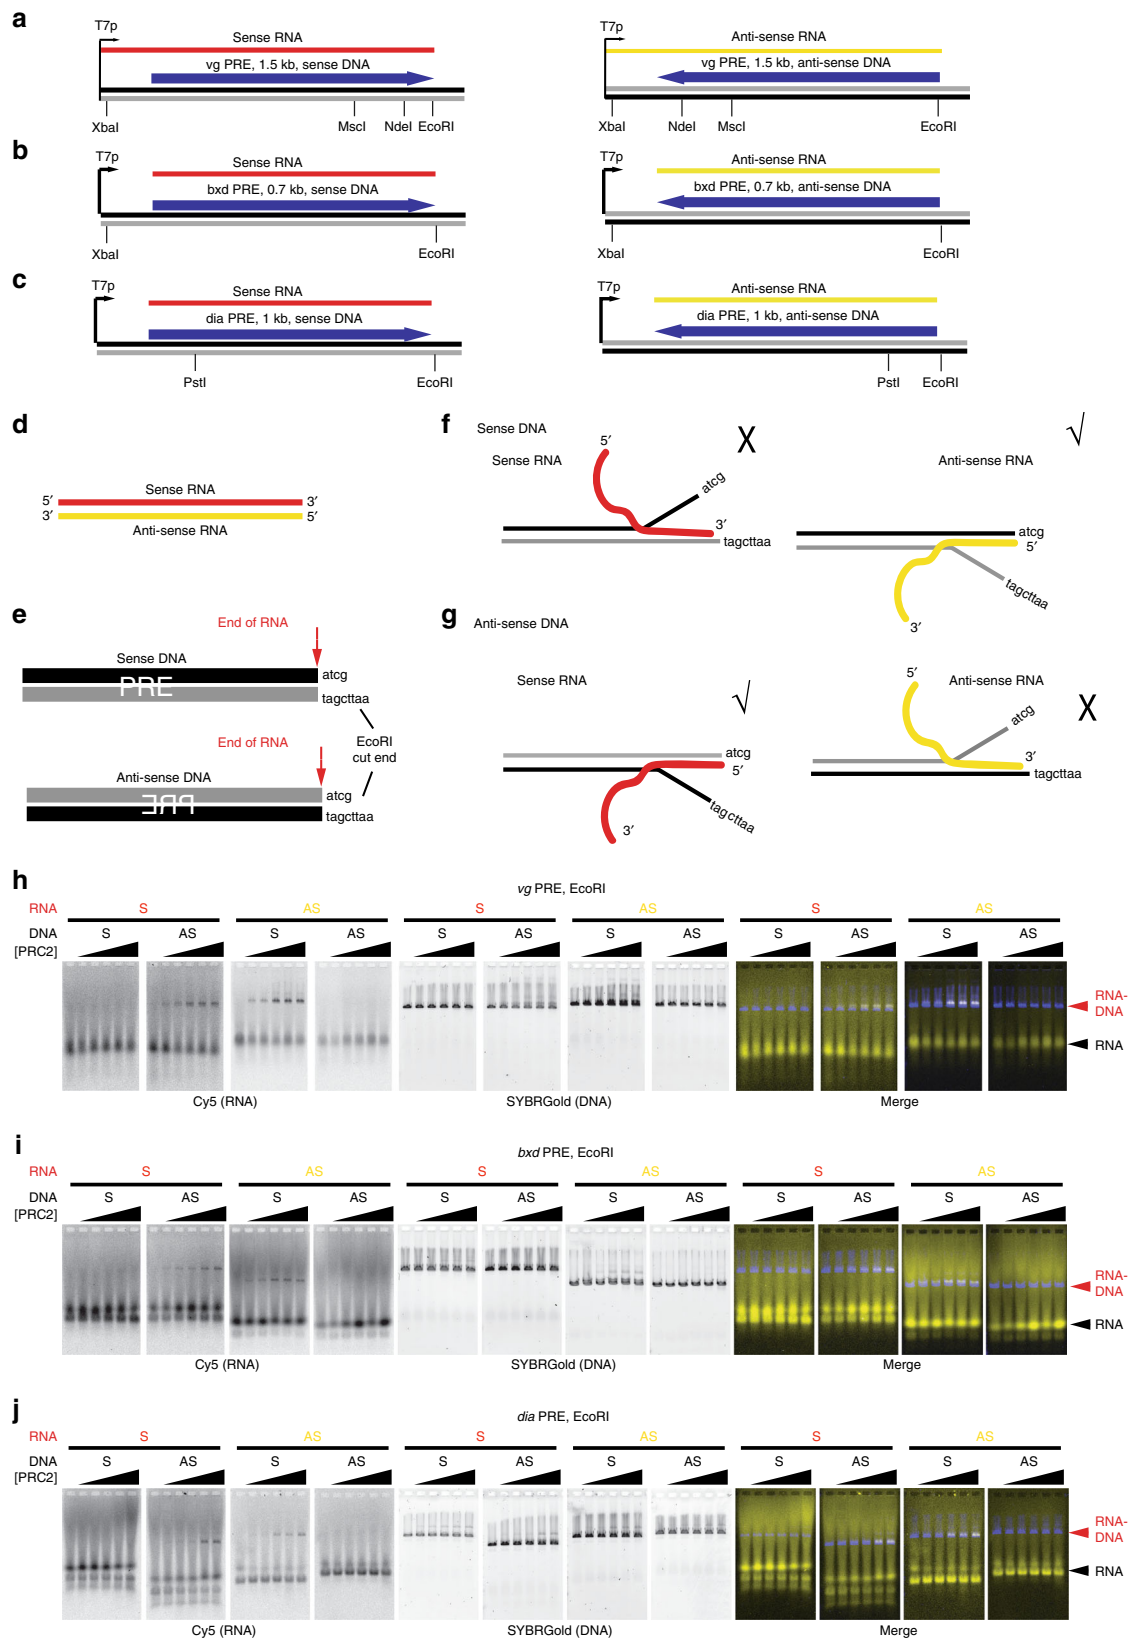 a
T7p
Sense RNA
vg PRE, 1.5 kb, sense DNA
XbaI
MscI
NdeI
EcoRI
T7p
Anti-sense RNA
vg PRE, 1.5 kb, anti-sense DNA
XbaI
NdeI
MscI
EcoRI
b
T7p
Sense RNA
bxd PRE, 0.7 kb, sense DNA
XbaI
EcoRI
T7p
Anti-sense RNA
bxd PRE, 0.7 kb, anti-sense DNA
XbaI
EcoRI
c
T7p
Sense RNA
dia PRE, 1 kb, sense DNA
PstI
EcoRI
T7p
Anti-sense RNA
dia PRE, 1 kb, anti-sense DNA
PstI
EcoRI
d
5′ Sense RNA 3′
3′ Anti-sense RNA 5′
e
End of RNA
Sense DNA
PRE
atcg
tagcttaa
EcoRI
cut end
End of RNA
Anti-sense DNA
PRE
atcg
tagcttaa
f
Sense DNA
Sense RNA
5′
X
atcg
3′
tagcttaa
√
Anti-sense RNA
atcg
5′
tagcttaa
3′
g
Anti-sense DNA
Sense RNA
√
atcg
5′
tagcttaa
3′
5′
Anti-sense RNA
X
atcg
3′
tagcttaa
h
vg PRE, EcoRI
RNA S AS S AS S AS
DNA S AS S AS S AS S AS S AS S AS
[PRC2]
RNA-
DNA
RNA
Cy5 (RNA) SYBRGold (DNA) Merge
i
bxd PRE, EcoRI
RNA S AS S AS S AS
DNA S AS S AS S AS S AS S AS S AS
[PRC2]
RNA-
DNA
RNA
Cy5 (RNA) SYBRGold (DNA) Merge
j
dia PRE, EcoRI
RNA S AS S AS S AS
DNA S AS S AS S AS S AS S AS S AS
[PRC2]
RNA-
DNA
RNA
Cy5 (RNA) SYBRGold (DNA) Merge